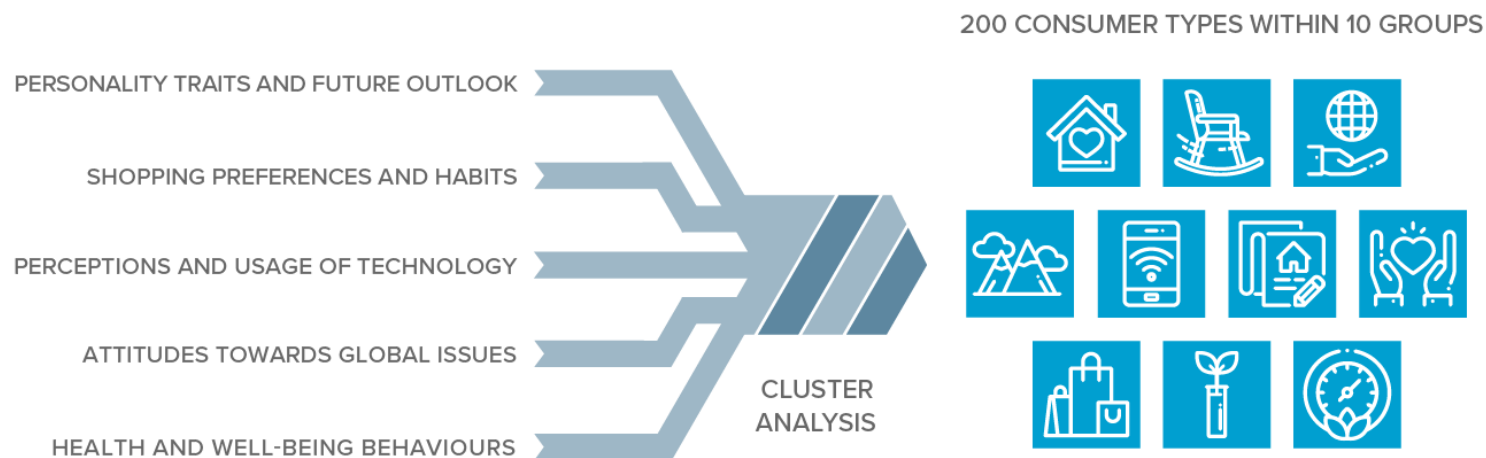 200 CONSUMER TYPES WITHIN 10 GROUPS
PERSONALITY TRAITS AND FUTURE OUTLOOK
SHOPPING PREFERENCES AND HABITS
PERCEPTIONS AND USAGE OF TECHNOLOGY
ATTITUDES TOWARDS GLOBAL ISSUES
HEALTH AND WELL-BEING BEHAVIOURS
CLUSTER
ANALYSIS